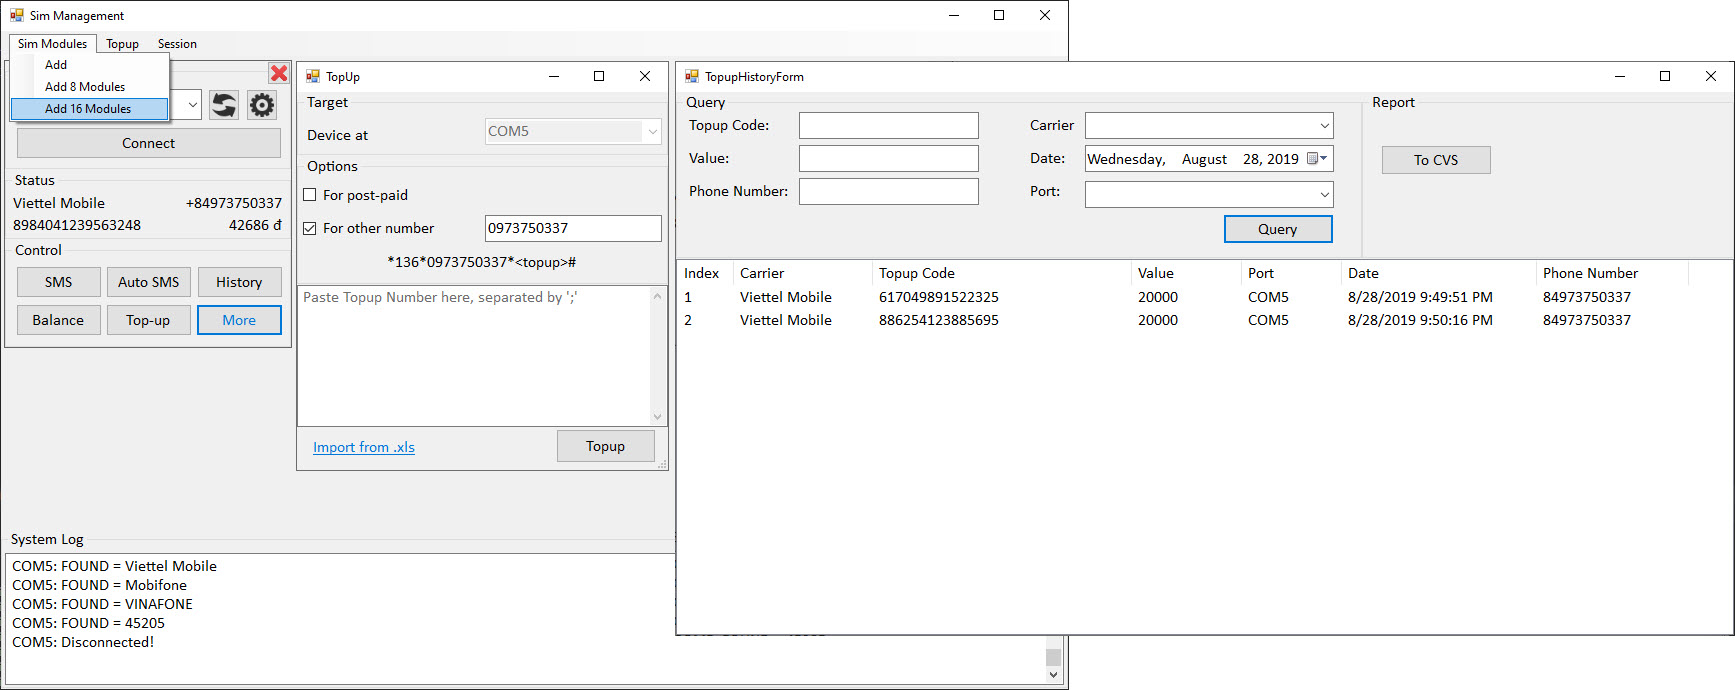 Sim Management
Sim Modules Topup Session
Add
Add 8 Modules
Add 16 Modules
Connect
Status
Viettel Mobile +84973750337
8984041239563248 42686 đ
Control
SMS Auto SMS History
Balance Top-up More
System Log
COM5: FOUND = Viettel Mobile
COM5: FOUND = Mobifone
COM5: FOUND = VINAFONE
COM5: FOUND = 45205
COM5: Disconnected!
TopUp
Target
Device at COM5
Options
For post-paid
For other number 0973750337
*136*0973750337*<topup>#
Paste Topup Number here, separated by ';'
Import from .xls Topup
TopupHistoryForm
Query
Topup Code: Carrier
Value: Date: Wednesday, August 28, 2019
Phone Number: Port:
Query
Report
To CVS
Index Carrier Topup Code Value Port Date Phone Number
1 Viettel Mobile 617049891522325 20000 COM5 8/28/2019 9:49:51 PM 84973750337
2 Viettel Mobile 886254123885695 20000 COM5 8/28/2019 9:50:16 PM 84973750337